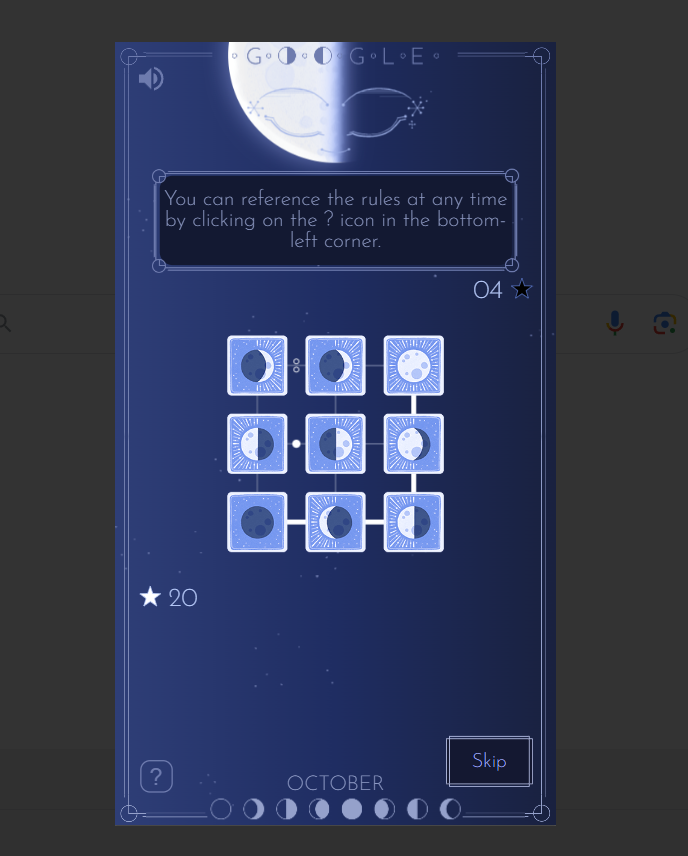 G GLE
You can reference the rules at any time
by clicking on the ? icon in the bottom-
left corner.
04
20
Skip
?
OCTOBER